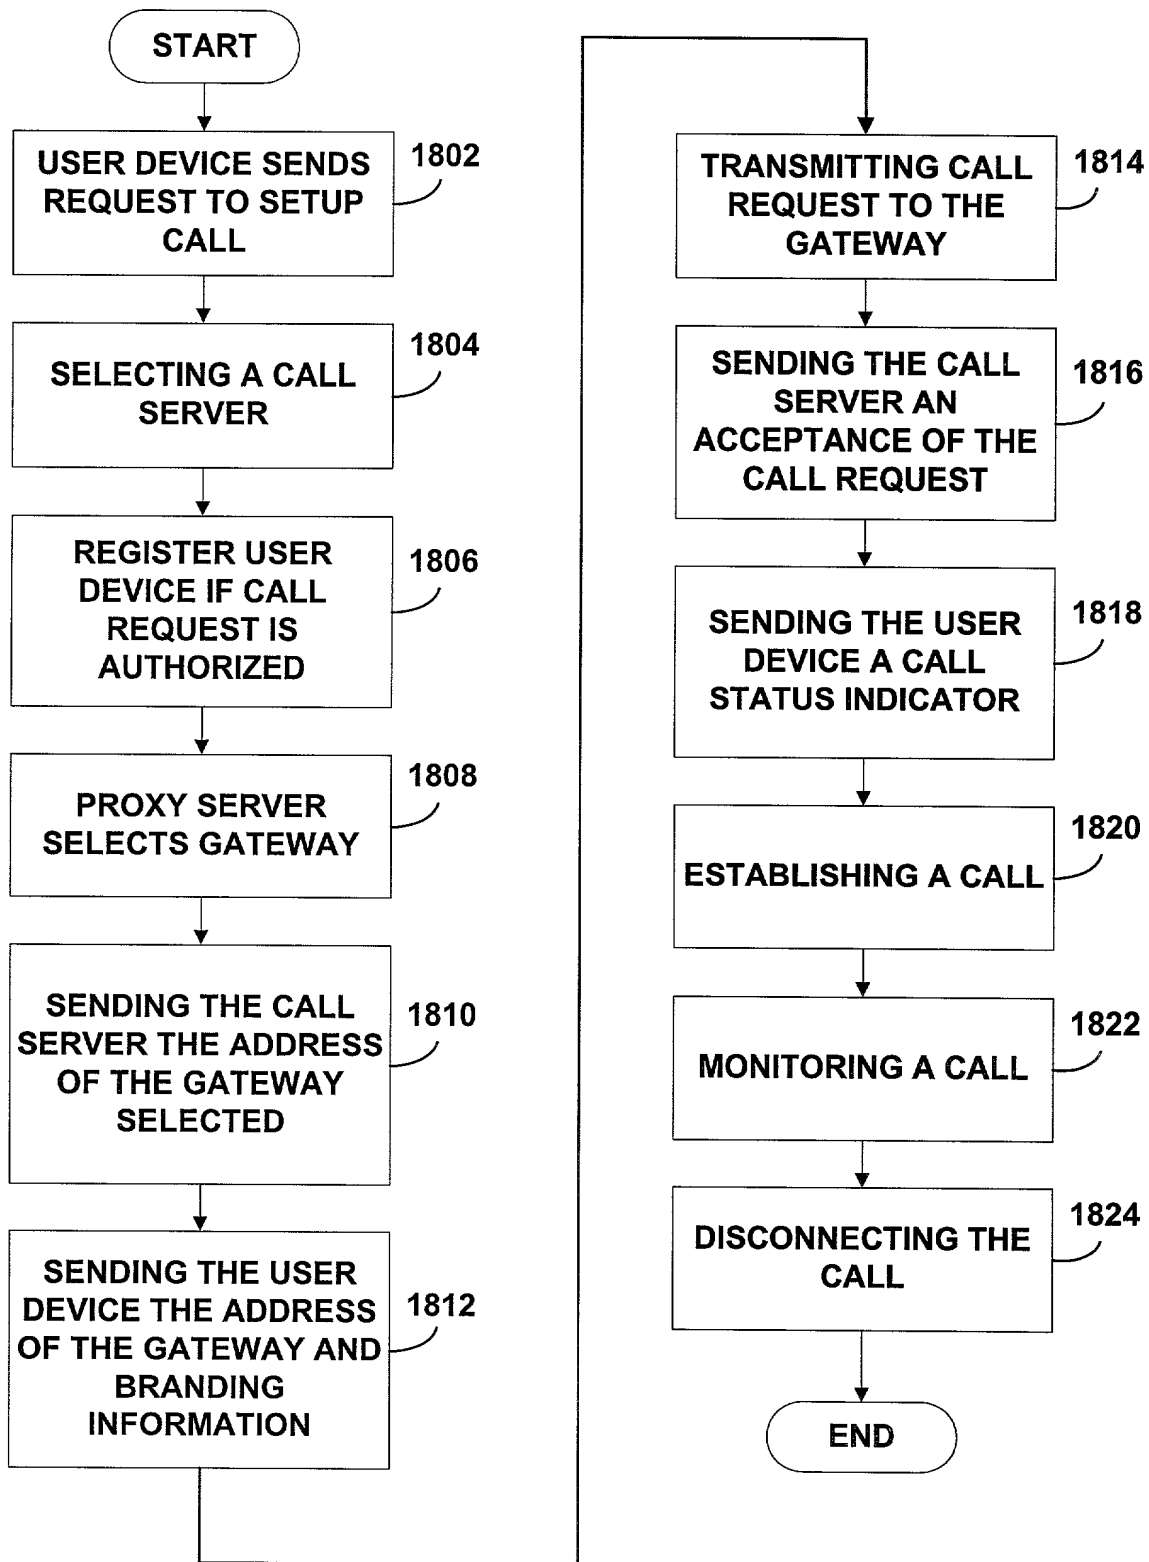 START
USER DEVICE SENDS
REQUEST TO SETUP
CALL
1802
SELECTING A CALL
SERVER
1804
REGISTER USER
DEVICE IF CALL
REQUEST IS
AUTHORIZED
1806
PROXY SERVER
SELECTS GATEWAY
1808
SENDING THE CALL
SERVER THE ADDRESS
OF THE GATEWAY
SELECTED
1810
SENDING THE USER
DEVICE THE ADDRESS
OF THE GATEWAY AND
BRANDING
INFORMATION
1812
TRANSMITTING CALL
REQUEST TO THE
GATEWAY
1814
SENDING THE CALL
SERVER AN
ACCEPTANCE OF THE
CALL REQUEST
1816
SENDING THE USER
DEVICE A CALL
STATUS INDICATOR
1818
ESTABLISHING A CALL
1820
MONITORING A CALL
1822
DISCONNECTING THE
CALL
1824
END